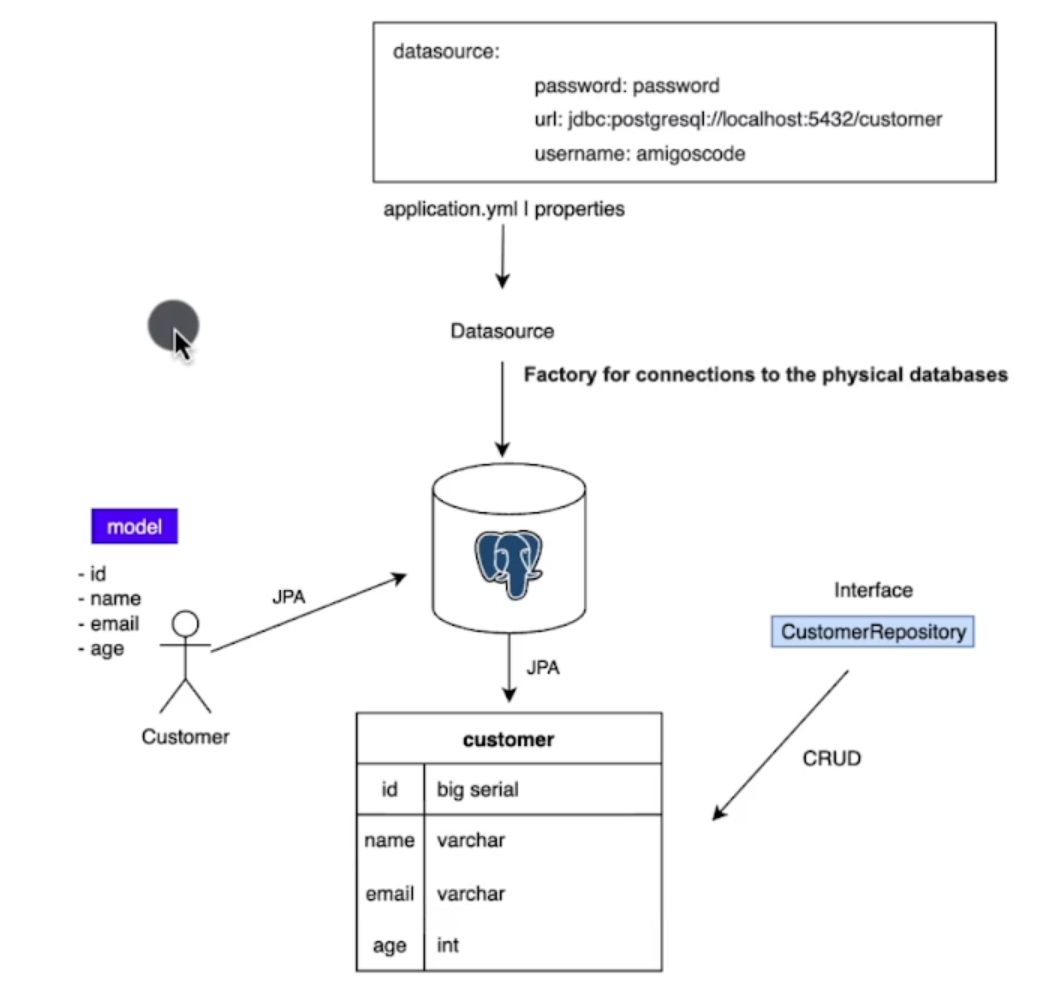 datasource:
password: password
url: jdbc:postgresql://localhost:5432/customer
username: amigoscode
application.yml | properties
Datasource
Factory for connections to the physical databases
model
- id
- name
- email
- age
JPA
Customer
Interface
CustomerRepository
JPA
CRUD
customer
id big serial
name varchar
email varchar
age int